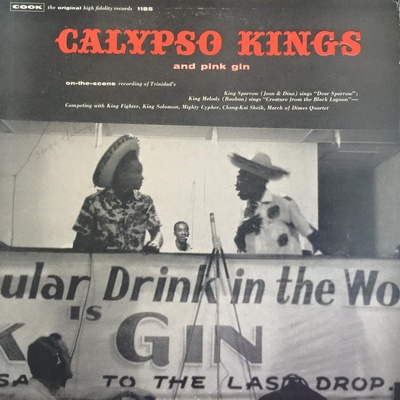 COOK the original high fidelity records 1185
CALYPSO KINGS
and pink gin
on-the-scene recording of Trinidad's
King Sparrow (Jean & Dina) sings "Dear Sparrow";
King Melody (Booboo) sings "Creature from the Black Lagoon"—
Competing with King Fighter, King Solomon, Mighty Cypher, Chang-Kai Sheik, March of Dimes Quartet
ular Drink in the Wo
K IS GIN
SA TO THE LAST DROP.